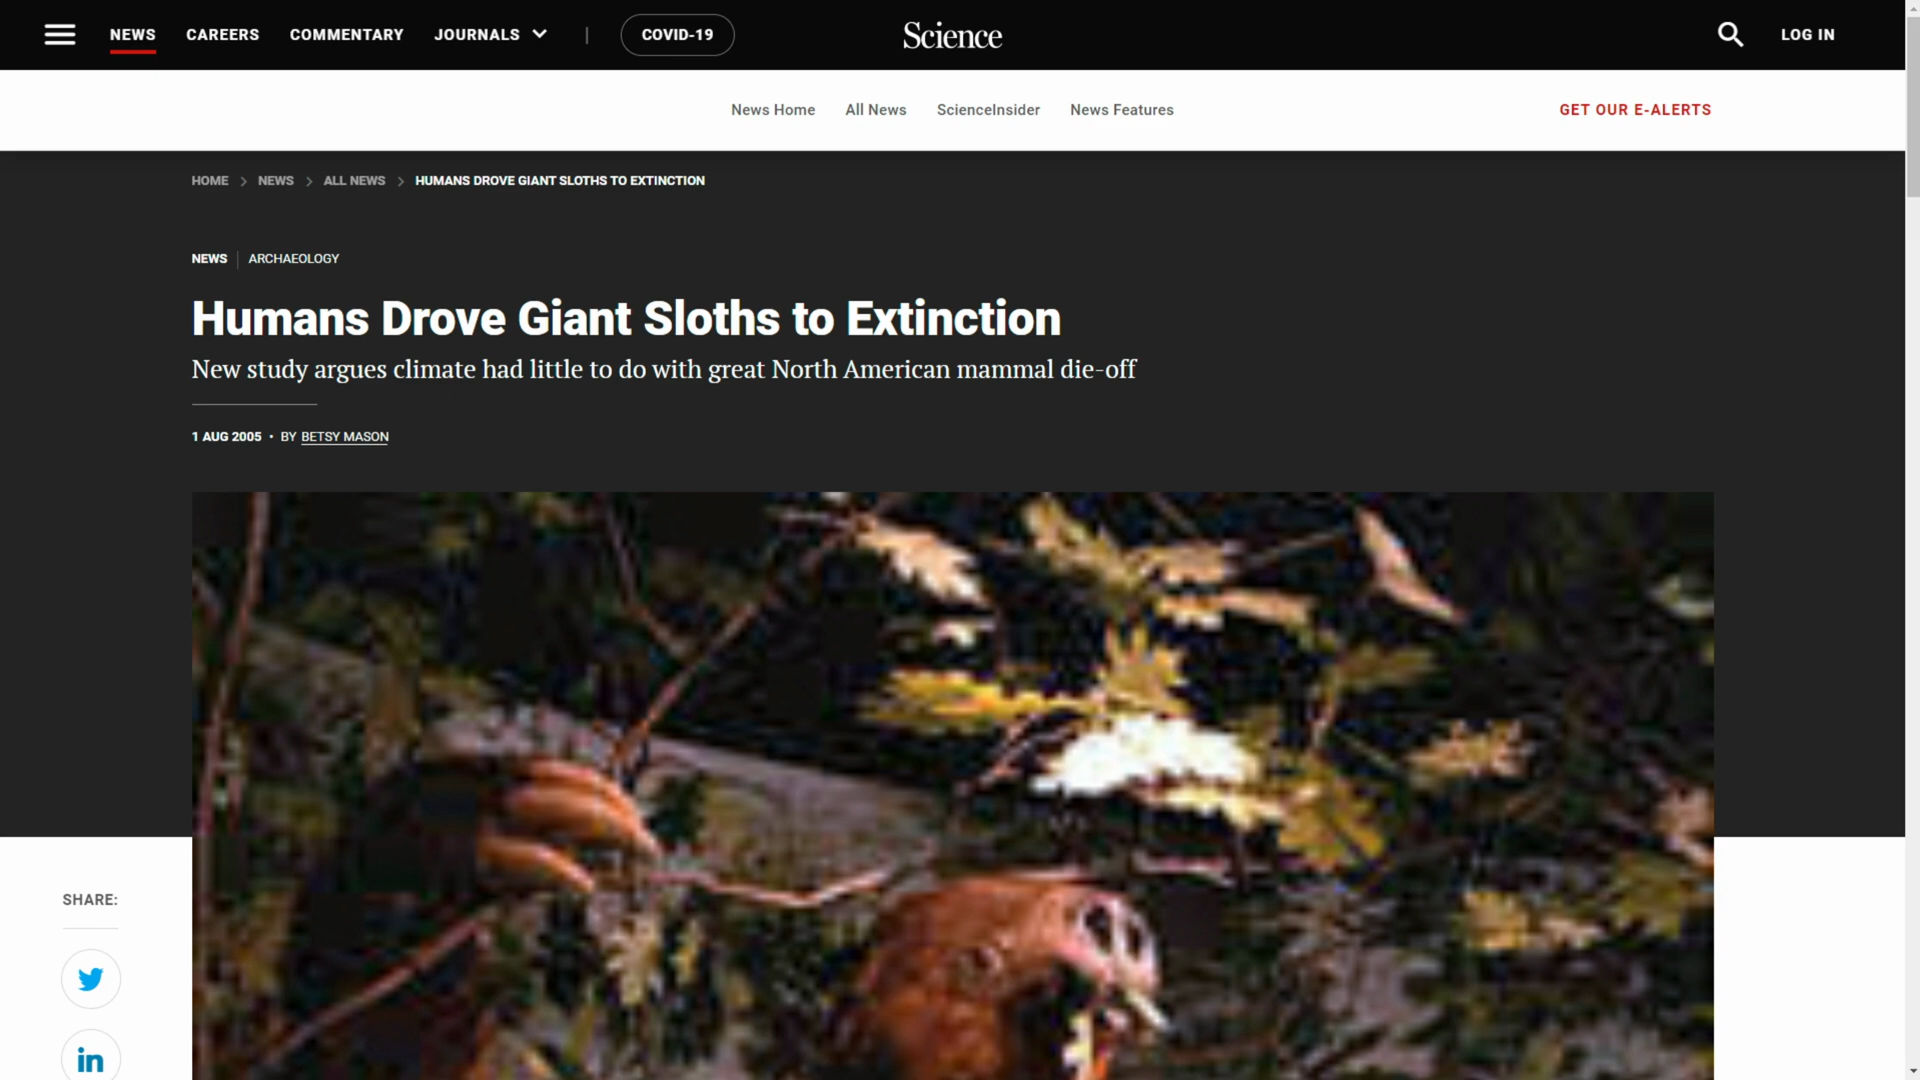 NEWS CAREERS COMMENTARY JOURNALS | COVID-19 Science LOG IN
News Home All News ScienceInsider News Features GET OUR E-ALERTS
HOME > NEWS > ALL NEWS > HUMANS DROVE GIANT SLOTHS TO EXTINCTION
NEWS | ARCHAEOLOGY
Humans Drove Giant Sloths to Extinction
New study argues climate had little to do with great North American mammal die-off
1 AUG 2005 • BY BETSY MASON
SHARE:
in